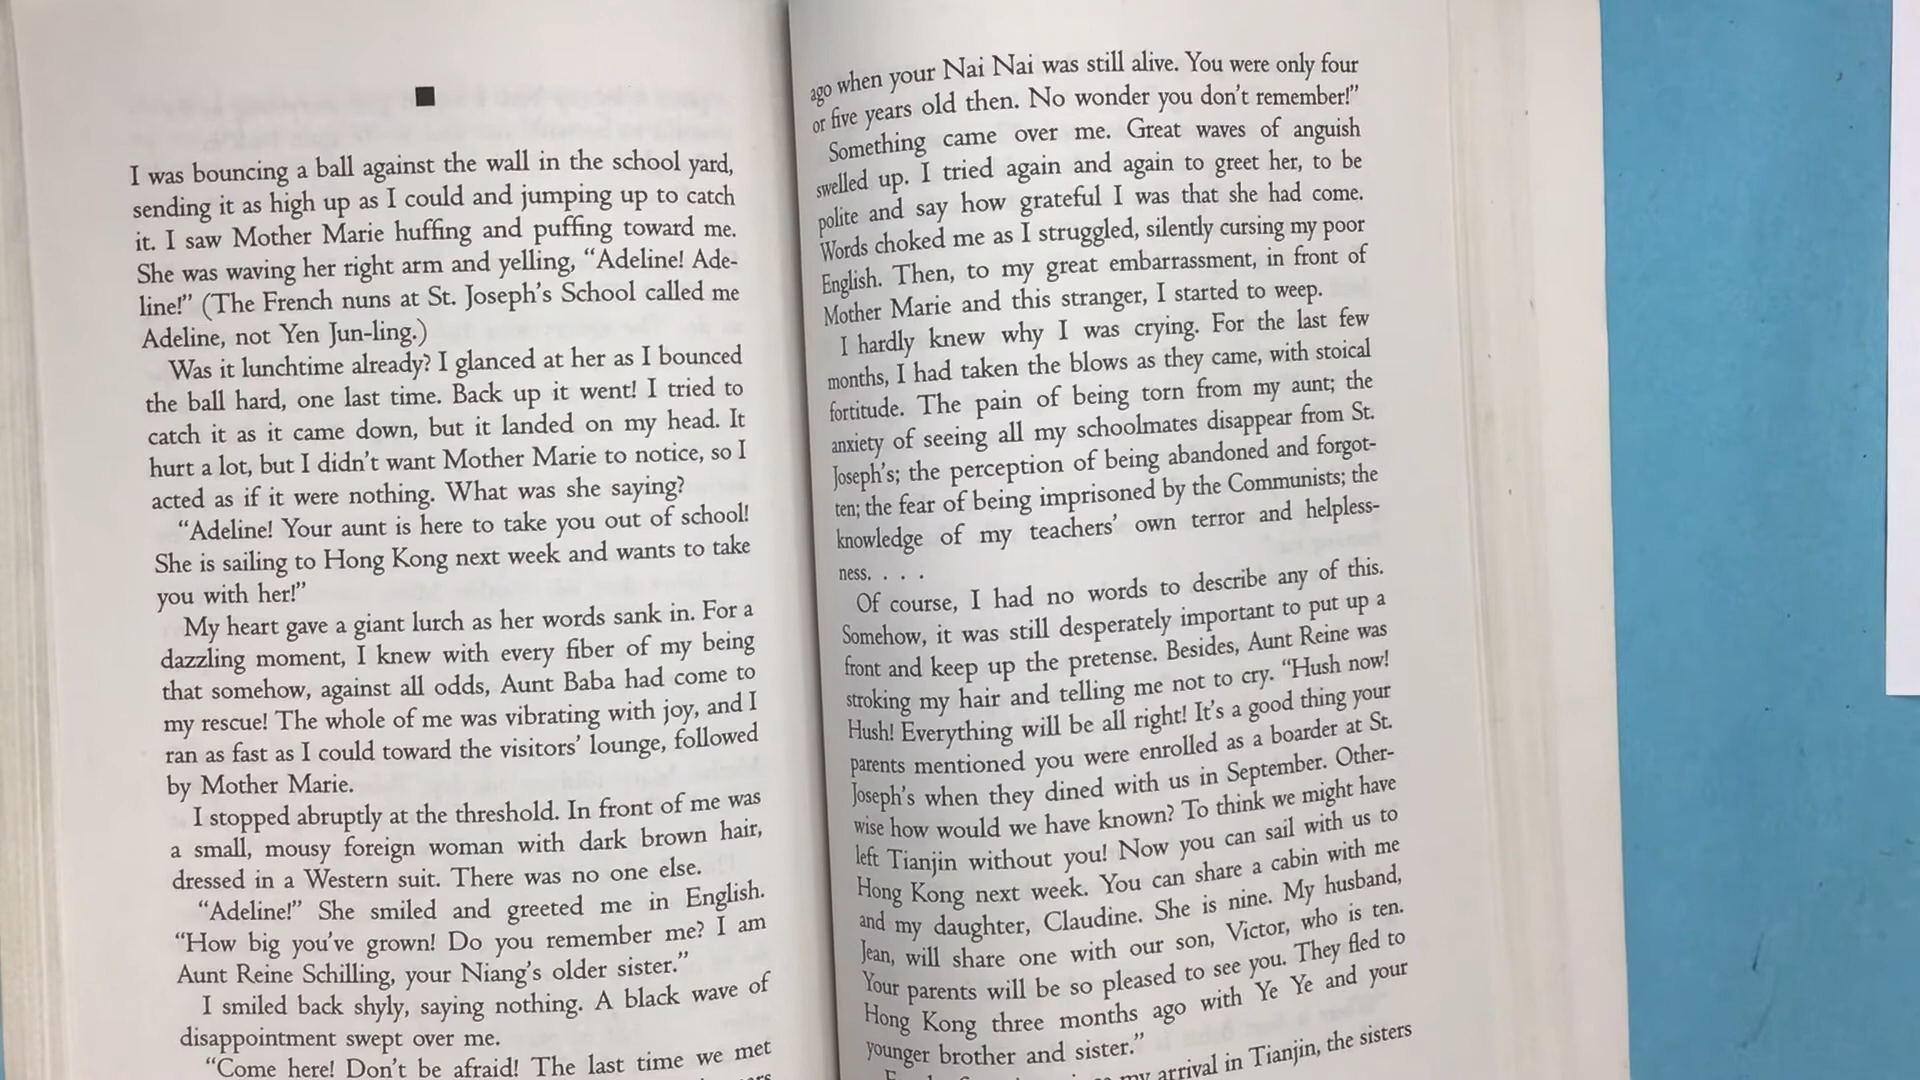 I was bouncing a ball against the wall in the school yard,
sending it as high up as I could and jumping up to catch
it. I saw Mother Marie huffing and puffing toward me.
She was waving her right arm and yelling, “Adeline! Ade-
line!” (The French nuns at St. Joseph’s School called me
Adeline, not Yen Jun-ling.)
Was it lunchtime already? I glanced at her as I bounced
the ball hard, one last time. Back up it went! I tried to
catch it as it came down, but it landed on my head. It
hurt a lot, but I didn’t want Mother Marie to notice, so I
acted as if it were nothing. What was she saying?
“Adeline! Your aunt is here to take you out of school!
She is sailing to Hong Kong next week and wants to take
you with her!”
My heart gave a giant lurch as her words sank in. For a
dazzling moment, I knew with every fiber of my being
that somehow, against all odds, Aunt Baba had come to
my rescue! The whole of me was vibrating with joy, and I
ran as fast as I could toward the visitors’ lounge, followed
by Mother Marie.
I stopped abruptly at the threshold. In front of me was
a small, mousy foreign woman with dark brown hair,
dressed in a Western suit. There was no one else.
“Adeline!” She smiled and greeted me in English.
“How big you’ve grown! Do you remember me? I am
Aunt Reine Schilling, your Niang’s older sister.”
I smiled back shyly, saying nothing. A black wave of
disappointment swept over me.
“Come here! Don’t be afraid! The last time we met
ago when your Nai Nai was still alive. You were only four
or five years old then. No wonder you don’t remember!”
Something came over me. Great waves of anguish
swelled up. I tried again and again to greet her, to be
polite and say how grateful I was that she had come.
Words choked me as I struggled, silently cursing my poor
English. Then, to my great embarrassment, in front of
Mother Marie and this stranger, I started to weep.
I hardly knew why I was crying. For the last few
months, I had taken the blows as they came, with stoical
fortitude. The pain of being torn from my aunt; the
anxiety of seeing all my schoolmates disappear from St.
Joseph’s; the perception of being abandoned and forgot-
ten; the fear of being imprisoned by the Communists; the
knowledge of my teachers’ own terror and helpless-
ness. . . .
Of course, I had no words to describe any of this.
Somehow, it was still desperately important to put up a
front and keep up the pretense. Besides, Aunt Reine was
stroking my hair and telling me not to cry. “Hush now!
Hush! Everything will be all right! It’s a good thing your
parents mentioned you were enrolled as a boarder at St.
Joseph’s when they dined with us in September. Other-
wise how would we have known? To think we might have
left Tianjin without you! Now you can sail with us to
Hong Kong next week. You can share a cabin with me
and my daughter, Claudine. She is nine. My husband,
Jean, will share one with our son, Victor, who is ten.
Your parents will be so pleased to see you. They fled to
Hong Kong three months ago with Ye Ye and your
younger brother and sister.”
my arrival in Tianjin, the sisters